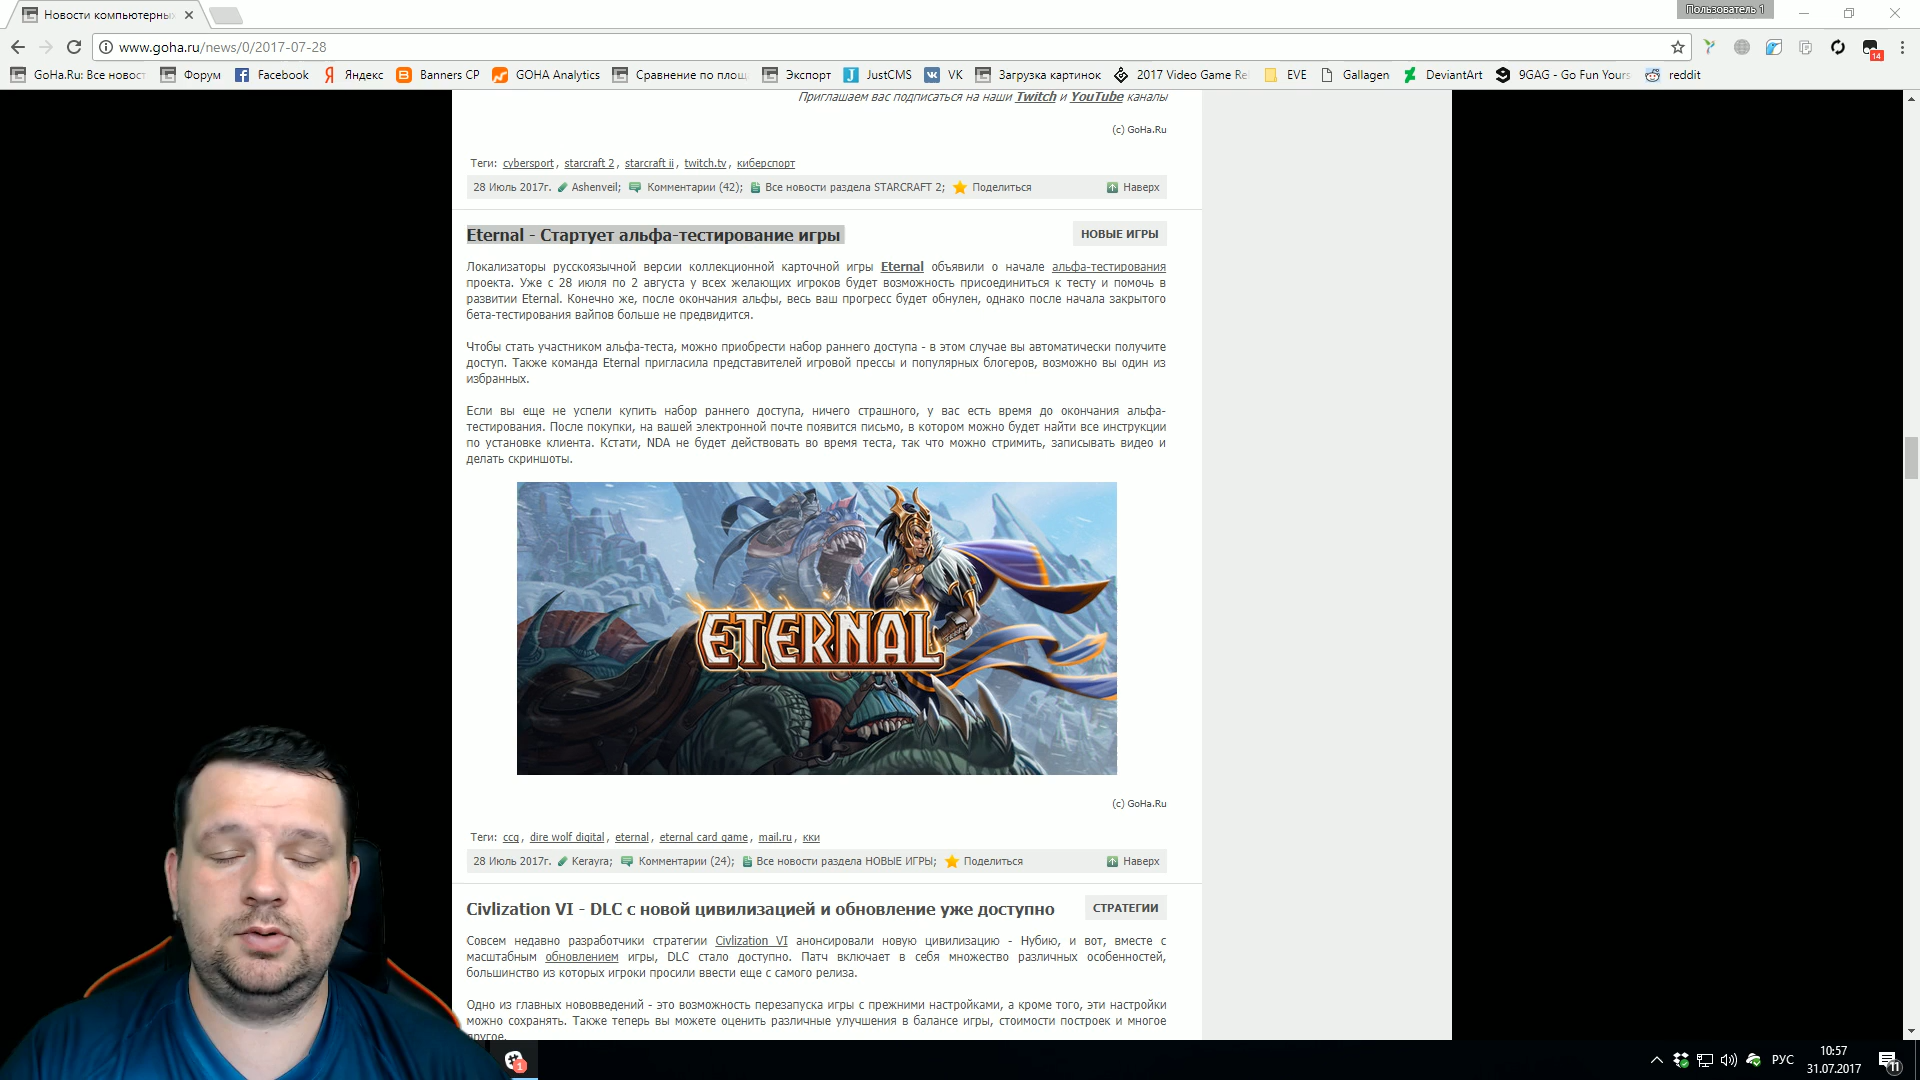 Новости компьютерны
Пользователь 1
www.goha.ru/news/0/2017-07-28
14
GoHa.Ru: Все новост
Форум
Facebook
Яндекс
Banners CP
GOHA Analytics
Сравнение по площ
Экспорт
JustCMS
VK
Загрузка картинок
2017 Video Game Rel
EVE
Gallagen
DeviantArt
9GAG - Go Fun Yours
reddit
Приглашаем вас подписаться на наши Twitch и YouTube каналы
(c) GoHa.Ru
Теги: cybersport, starcraft 2, starcraft ii, twitch.tv, киберспорт
28 Июль 2017г. Ashenveil; Комментарии (42); Все новости раздела STARCRAFT 2; Поделиться Наверх
Eternal - Стартует альфа-тестирование игры
НОВЫЕ ИГРЫ
Локализаторы русскоязычной версии коллекционной карточной игры Eternal объявили о начале альфа-тестирования
проекта. Уже с 28 июля по 2 августа у всех желающих игроков будет возможность присоединиться к тесту и помочь в
развитии Eternal. Конечно же, после окончания альфы, весь ваш прогресс будет обнулен, однако после начала закрытого
бета-тестирования вайпов больше не предвидится.
Чтобы стать участником альфа-теста, можно приобрести набор раннего доступа - в этом случае вы автоматически получите
доступ. Также команда Eternal пригласила представителей игровой прессы и популярных блогеров, возможно вы один из
избранных.
Если вы еще не успели купить набор раннего доступа, ничего страшного, у вас есть время до окончания альфа-
тестирования. После покупки, на вашей электронной почте появится письмо, в котором можно будет найти все инструкции
по установке клиента. Кстати, NDA не будет действовать во время теста, так что можно стримить, записывать видео и
делать скриншоты.
ETERNAL
(c) GoHa.Ru
Теги: ccg, dire wolf digital, eternal, eternal card game, mail.ru, кки
28 Июль 2017г. Kerayra; Комментарии (24); Все новости раздела НОВЫЕ ИГРЫ; Поделиться Наверх
Civlization VI - DLC с новой цивилизацией и обновление уже доступно
СТРАТЕГИИ
Совсем недавно разработчики стратегии Civlization VI анонсировали новую цивилизацию - Нубию, и вот, вместе с
масштабным обновлением игры, DLC стало доступно. Патч включает в себя множество различных особенностей,
большинство из которых игроки просили ввести еще с самого релиза.
Одно из главных нововведений - это возможность перезапуска игры с прежними настройками, а кроме того, эти настройки
можно сохранять. Также теперь вы можете оценить различные улучшения в балансе игры, стоимости построек и многое
другое.
1
РУС
10:57
31.07.2017
11